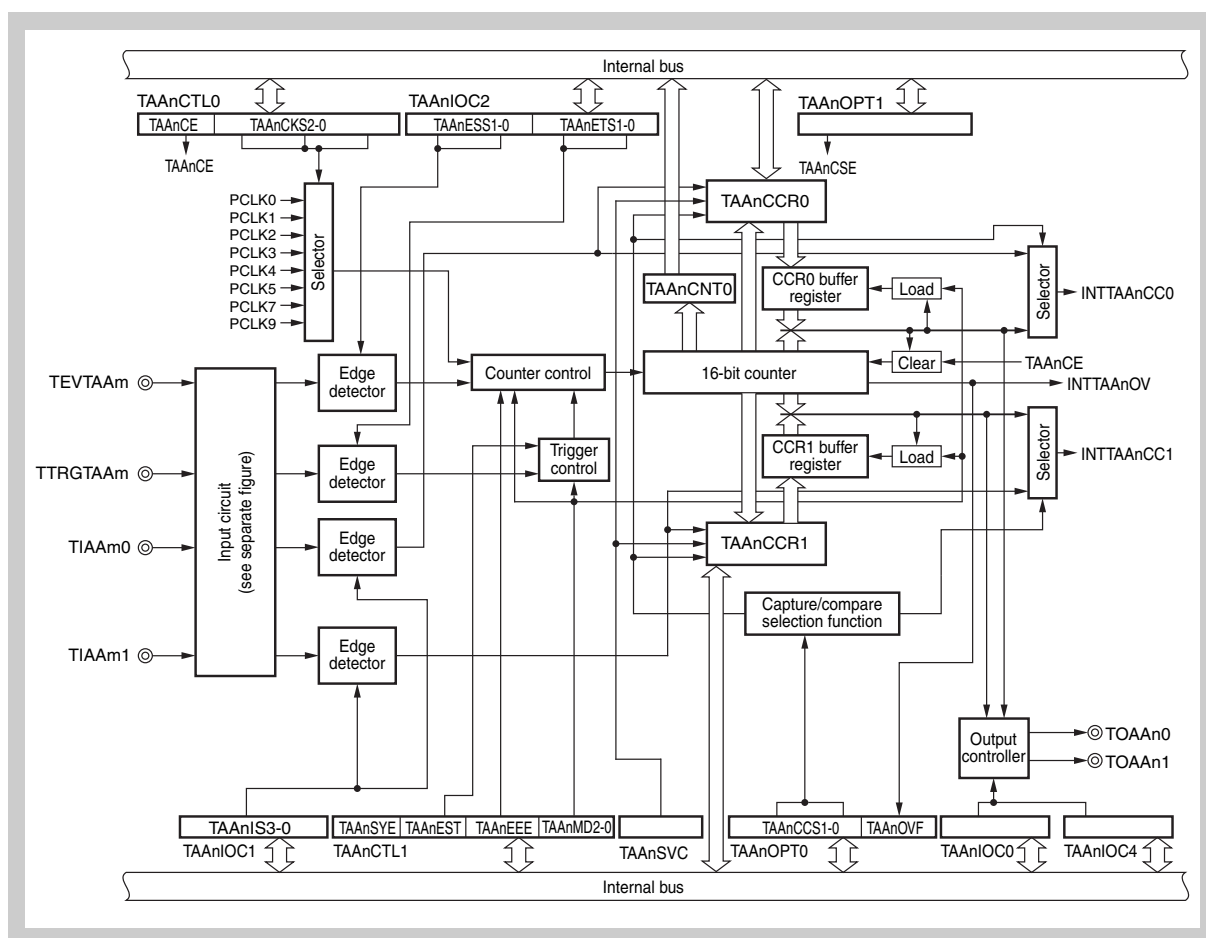 Internal bus
TAAnCTL0
TAAnCE
TAAnCKS2-0
TAAnCE
TAAnIOC2
TAAnESS1-0
TAAnETS1-0
TAAnOPT1
TAAnCSE
PCLK0
PCLK1
PCLK2
PCLK3
PCLK4
PCLK5
PCLK7
PCLK9
Selector
TAAnCCR0
TAAnCNT0
CCR0 buffer
register
Load
Selector
INTTAAnCC0
TEVTAAm
Edge
detector
Counter control
16-bit counter
Clear
TAAnCE
INTTAAnOV
TTRGTAAm
Edge
detector
Trigger
control
CCR1 buffer
register
Load
Selector
INTTAAnCC1
Input circuit
(see separate figure)
TIAAm0
Edge
detector
TAAnCCR1
Capture/compare
selection function
TIAAm1
Edge
detector
Output
controller
TOAAn0
TOAAn1
TAAnIS3-0
TAAnIOC1
TAAnSYE
TAAnEST
TAAnEEE
TAAnMD2-0
TAAnCTL1
TAAnSVC
TAAnCCS1-0
TAAnOVF
TAAnOPT0
TAAnIOC0
TAAnIOC4
Internal bus